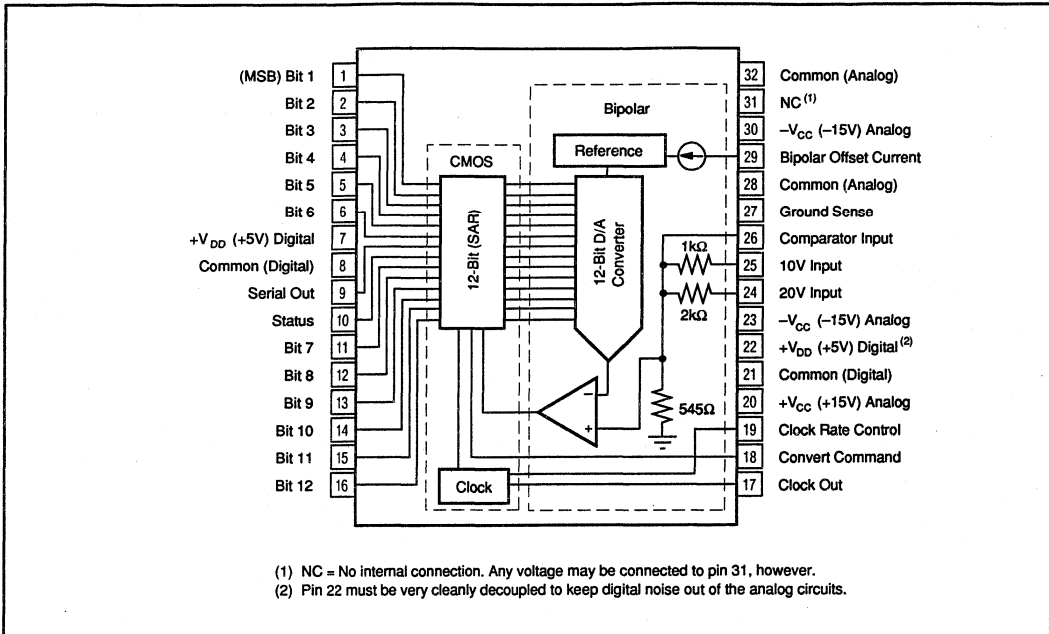 (MSB) Bit 1 1
Bit 2 2
Bit 3 3
Bit 4 4
Bit 5 5
Bit 6 6
+VDD (+5V) Digital 7
Common (Digital) 8
Serial Out 9
Status 10
Bit 7 11
Bit 8 12
Bit 9 13
Bit 10 14
Bit 11 15
Bit 12 16
CMOS
12-Bit (SAR)
Clock
Bipolar
Reference
12-Bit D/A
Converter
–
+
1kΩ
2kΩ
545Ω
32 Common (Analog)
31 NC (1)
30 –VCC (–15V) Analog
29 Bipolar Offset Current
28 Common (Analog)
27 Ground Sense
26 Comparator Input
25 10V Input
24 20V Input
23 –VCC (–15V) Analog
22 +VDD (+5V) Digital (2)
21 Common (Digital)
20 +VCC (+15V) Analog
19 Clock Rate Control
18 Convert Command
17 Clock Out
(1) NC = No internal connection. Any voltage may be connected to pin 31, however.
(2) Pin 22 must be very cleanly decoupled to keep digital noise out of the analog circuits.